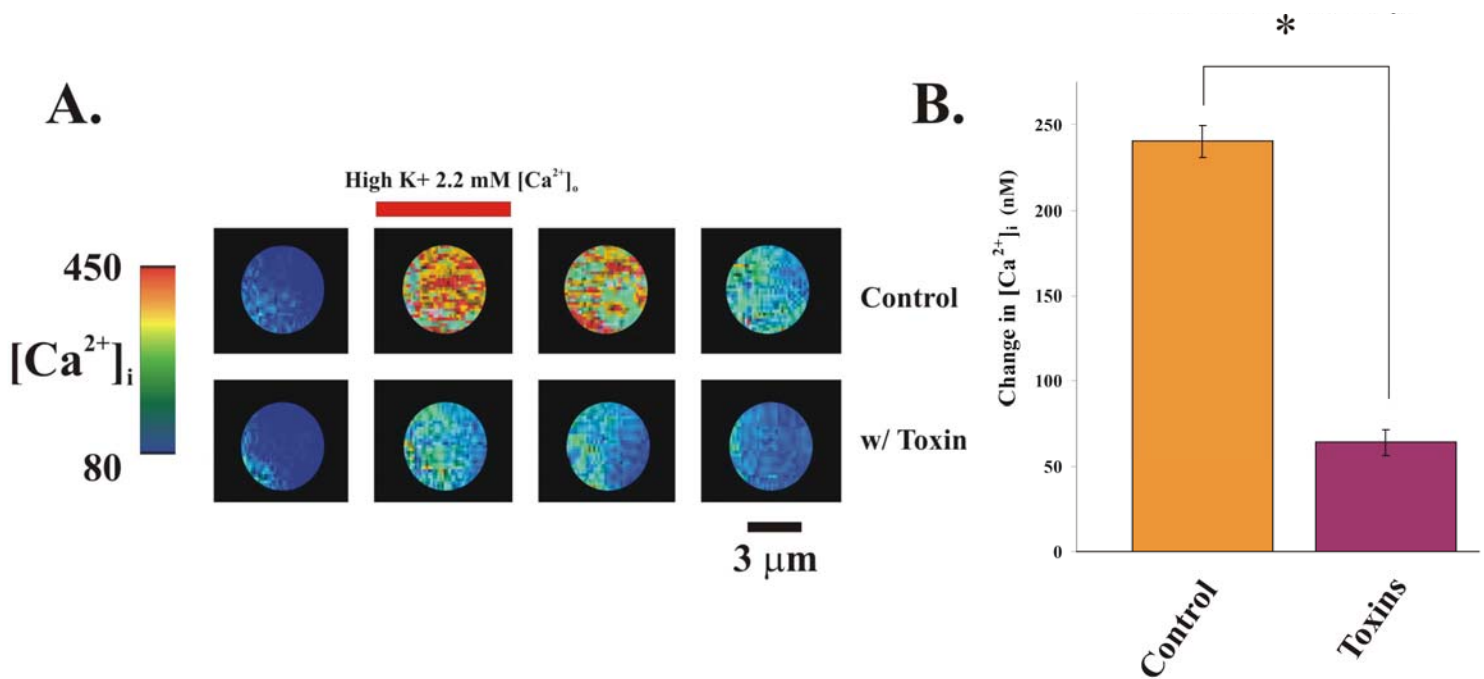 A.
High K+ 2.2 mM [Ca²⁺]ₒ
450
[Ca²⁺]ᵢ
80
Control
w/ Toxin
3 μm
B.
*
Change in [Ca²⁺]ᵢ (nM)
250
200
150
100
50
0
Control
Toxins